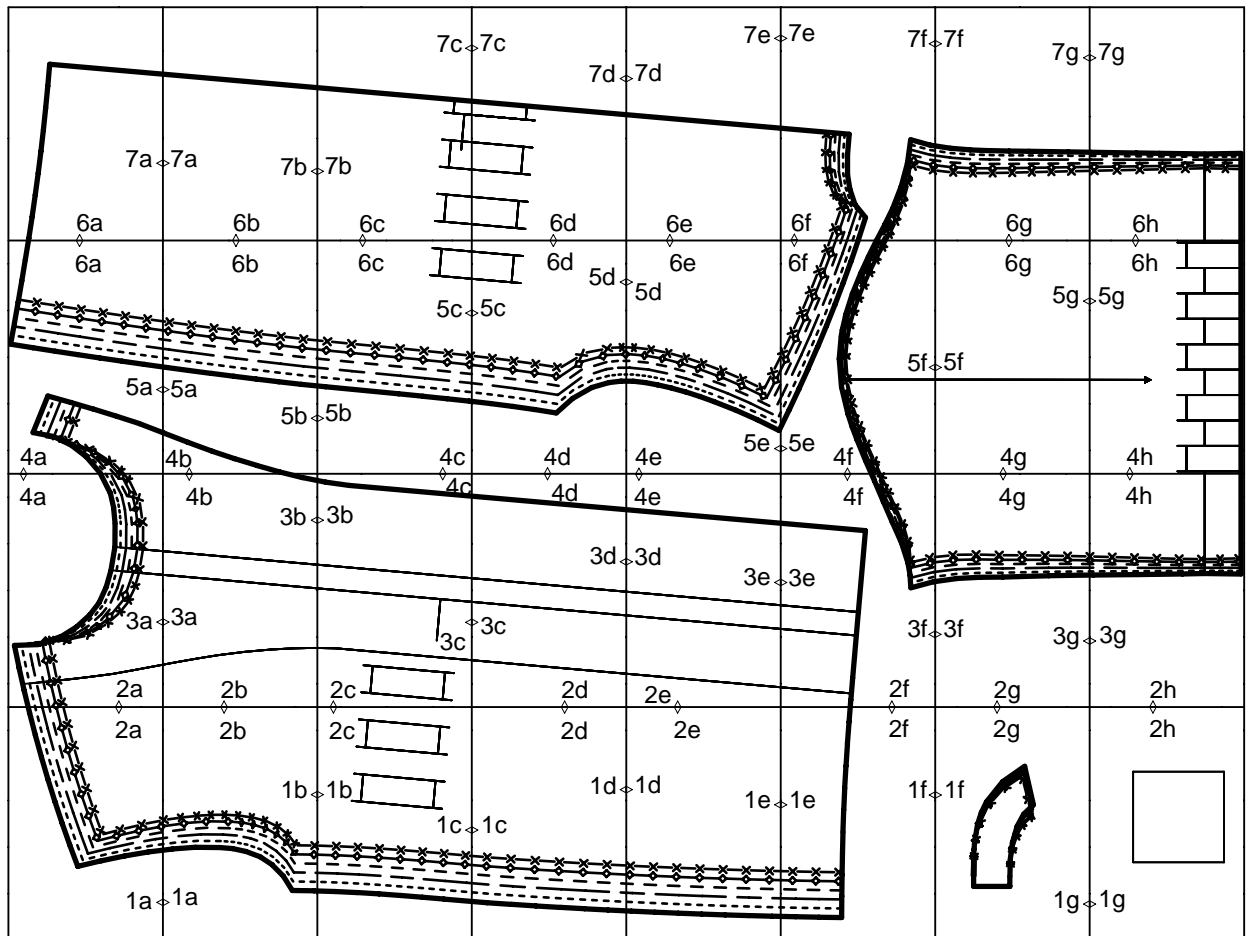 7e 7e
7c 7c
7f 7f
7g 7g
7d 7d
7a 7a
7b 7b
6a 6b 6c 6d 6e 6f 6g 6h
6a 6b 6c 6d 6e 6f 6g 6h
5d 5d
5c 5c
5g 5g
5f 5f
5a 5a
5b 5b
5e 5e
4a 4b 4c 4d 4e 4f 4g 4h
4a 4b 4c 4d 4e 4f 4g 4h
3b 3b
3d 3d
3e 3e
3a 3a
3c 3c
3f 3f
3g 3g
2a 2b 2c 2d 2e 2f 2g 2h
2a 2b 2c 2d 2e 2f 2g 2h
1b 1b
1d 1d
1f 1f
1e 1e
1c 1c
1a 1a
1g 1g